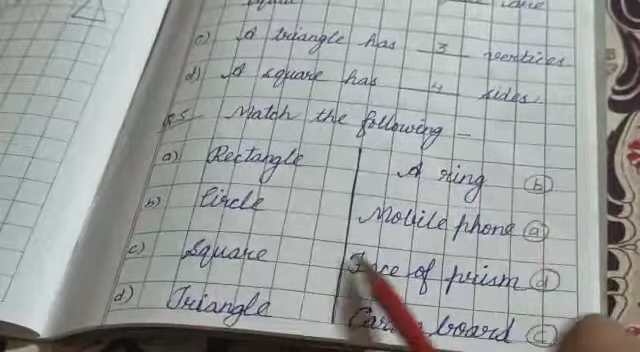 c) A triangle has 3 vertices
d) A square has 4 sides.
Q5 Match the following -
a) Rectangle A ring b
b) Circle Mobile phone a
c) Square Face of prism d
d) Triangle board c